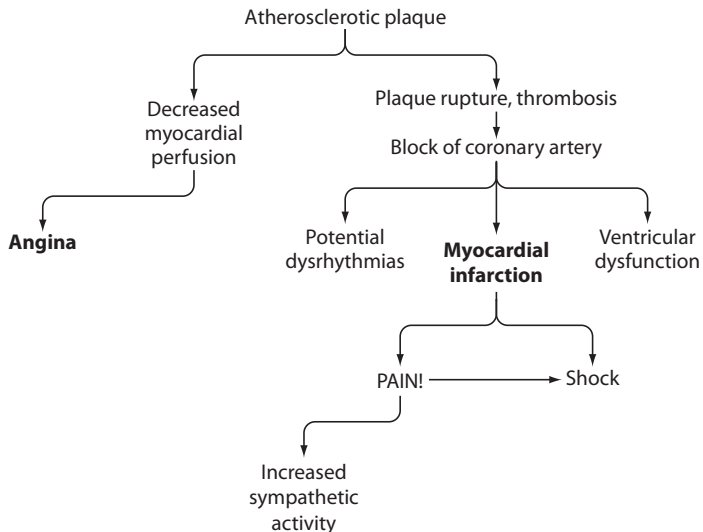 Atherosclerotic plaque
Decreased
myocardial
perfusion
Plaque rupture, thrombosis
Block of coronary artery
Angina
Potential
dysrhythmias
Myocardial
infarction
Ventricular
dysfunction
PAIN!
Shock
Increased
sympathetic
activity